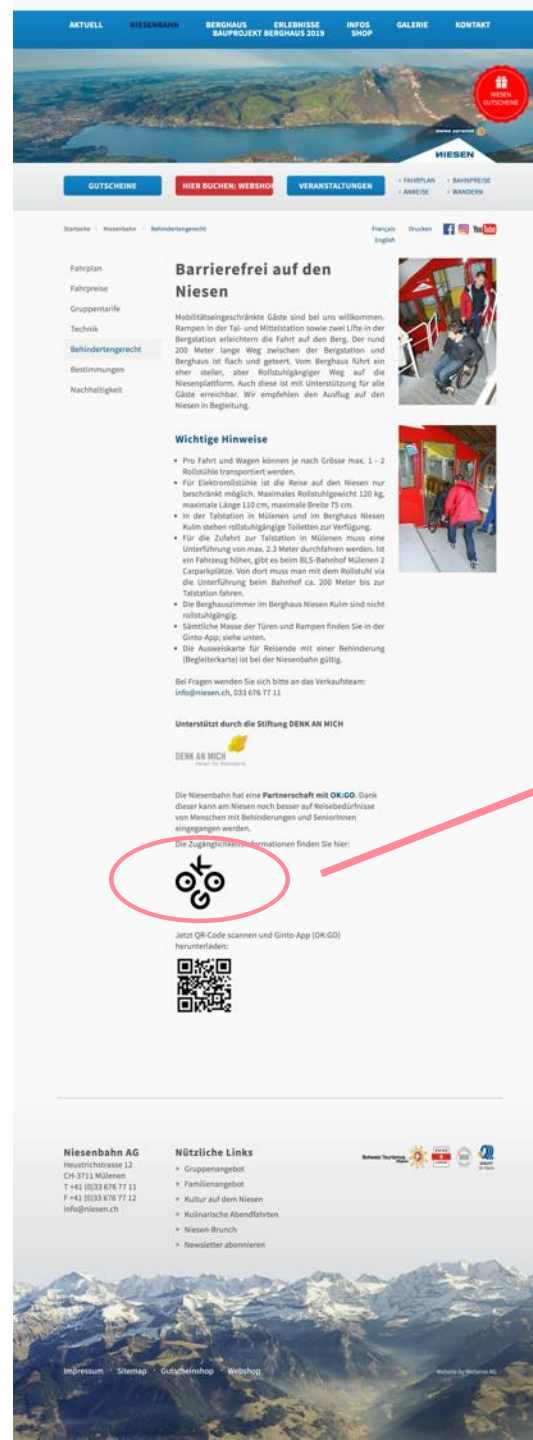 AKTUELL NIESENBAHN BERGHAUS ERLEBNISSE INFOS GALERIE KONTAKT
BAUPROJEKT BERGHAUS 2019 SHOP
NIESEN
GUTSCHEINE
NIESEN
GUTSCHEINE HIER BUCHEN: WEBSHOP VERANSTALTUNGEN
› FAHRPLAN › BAHNPREISE
› ANREISE › WANDERN
Startseite · Niesenbahn · Behindertengerecht
Français Drucken You Tube
English
Fahrplan
Fahrpreise
Gruppentarife
Technik
Behindertengerecht
Bestimmungen
Nachhaltigkeit
Barrierefrei auf den
Niesen
Mobilitätseingeschränkte Gäste sind bei uns willkommen.
Rampen in der Tal- und Mittelstation sowie zwei Lifte in der
Bergstation erleichtern die Fahrt auf den Berg. Der rund
200 Meter lange Weg zwischen der Bergstation und
Berghaus ist flach und geteert. Vom Berghaus führt ein
eher steiler, aber Rollstuhlgängiger Weg auf die
Niesenplattform. Auch diese ist mit Unterstützung für alle
Gäste erreichbar. Wir empfehlen den Ausflug auf den
Niesen in Begleitung.
Wichtige Hinweise
• Pro Fahrt und Wagen können je nach Grösse max. 1 - 2
Rollstühle transportiert werden.
• Für Elektrorollstühle ist die Reise auf den Niesen nur
beschränkt möglich. Maximales Rollstuhlgewicht 120 kg,
maximale Länge 110 cm, maximale Breite 75 cm.
• In der Talstation in Mülenen und im Berghaus Niesen
Kulm stehen rollstuhlgängige Toiletten zur Verfügung.
• Für die Zufahrt zur Talstation in Mülenen muss eine
Unterführung von max. 2.3 Meter durchfahren werden. Ist
ein Fahrzeug höher, gibt es beim BLS-Bahnhof Mülenen 2
Carparkplätze. Von dort muss man mit dem Rollstuhl via
die Unterführung beim Bahnhof ca. 200 Meter bis zur
Talstation fahren.
• Die Berghauszimmer im Berghaus Niesen Kulm sind nicht
rollstuhlgängig.
• Sämtliche Masse der Türen und Rampen finden Sie in der
Ginto-App; siehe unten.
• Die Ausweiskarte für Reisende mit einer Behinderung
(Begleiterkarte) ist bei der Niesenbahn gültig.
Bei Fragen wenden Sie sich bitte an das Verkaufsteam:
info@niesen.ch, 033 676 77 11
Unterstützt durch die Stiftung DENK AN MICH
DENK AN MICH
Die Niesenbahn hat eine Partnerschaft mit OK:GO. Dank
dieser kann am Niesen noch besser auf Reisebedürfnisse
von Menschen mit Behinderungen und SeniorInnen
eingegangen werden.
Die Zugänglichkeitsinformationen finden Sie hier:
OK
GO
Jetzt QR-Code scannen und Ginto-App (OK:GO)
herunterladen:
Niesenbahn AG
Heustrichstrasse 12
CH-3711 Mülenen
T +41 (0)33 676 77 11
F +41 (0)33 676 77 12
info@niesen.ch
Nützliche Links
» Gruppenangebot
» Familienangebot
» Kultur auf dem Niesen
» Kulinarische Abendfahrten
» Niesen-Brunch
» Newsletter abonnieren
Schweiz Tourismus
Impressum · Sitemap · Gutscheinshop · Webshop